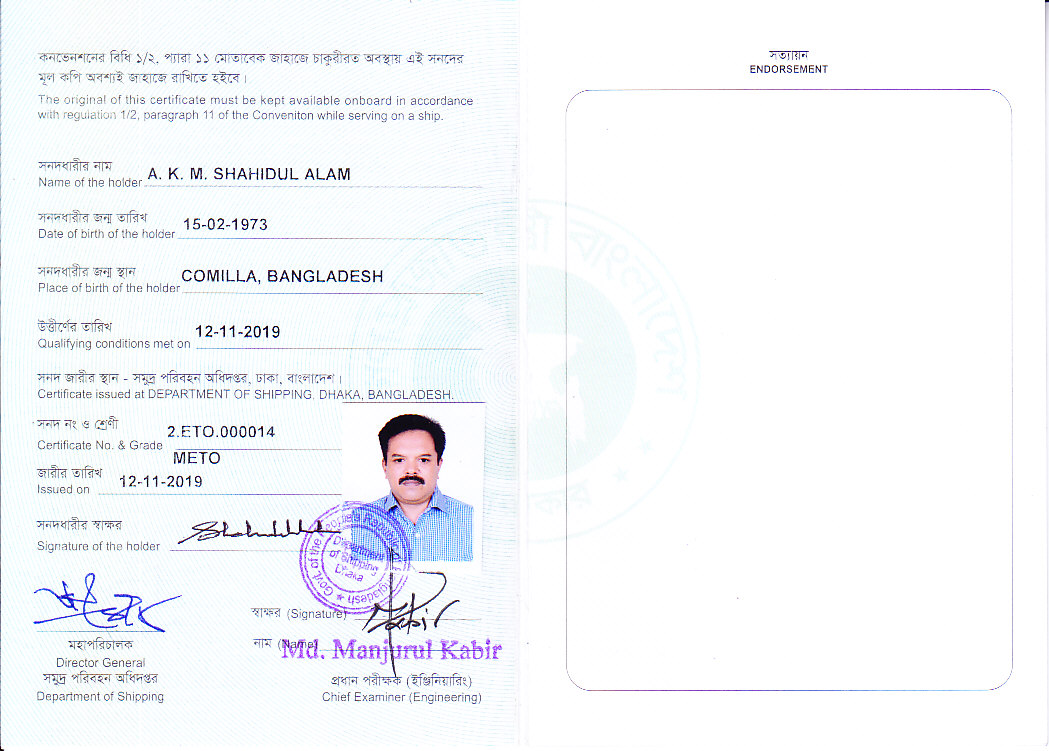 কনভেনশনের বিধি ১/২, প্যারা ১১ মোতাবেক জাহাজে চাকুরীরত অবস্থায় এই সনদের
মূল কপি অবশ্যই জাহাজে রাখিতে হইবে।
The original of this certificate must be kept available onboard in accordance
with regulation 1/2, paragraph 11 of the Conveniton while serving on a ship.
সনদধারীর নাম
Name of the holder A. K. M. SHAHIDUL ALAM
সনদধারীর জন্ম তারিখ
Date of birth of the holder 15-02-1973
সনদধারীর জন্ম স্থান
Place of birth of the holder COMILLA, BANGLADESH
উত্তীর্ণের তারিখ
Qualifying conditions met on 12-11-2019
সনদ জারীর স্থান - সমুদ্র পরিবহন অধিদপ্তর, ঢাকা, বাংলাদেশ।
Certificate issued at DEPARTMENT OF SHIPPING, DHAKA, BANGLADESH.
সনদ নং ও শ্রেণী
Certificate No. & Grade 2.ETO.000014
METO
জারীর তারিখ
Issued on 12-11-2019
সনদধারীর স্বাক্ষর
Signature of the holder
Govt. of the Peoples Republic of Bangladesh
Department
of Shipping
Dhaka
স্বাক্ষর (Signature)
নাম (Name) Md. Manjurul Kabir
মহাপরিচালক
Director General
সমুদ্র পরিবহন অধিদপ্তর
Department of Shipping
প্রধান পরীক্ষক (ইঞ্জিনিয়ারিং)
Chief Examiner (Engineering)
সত্যায়ন
ENDORSEMENT